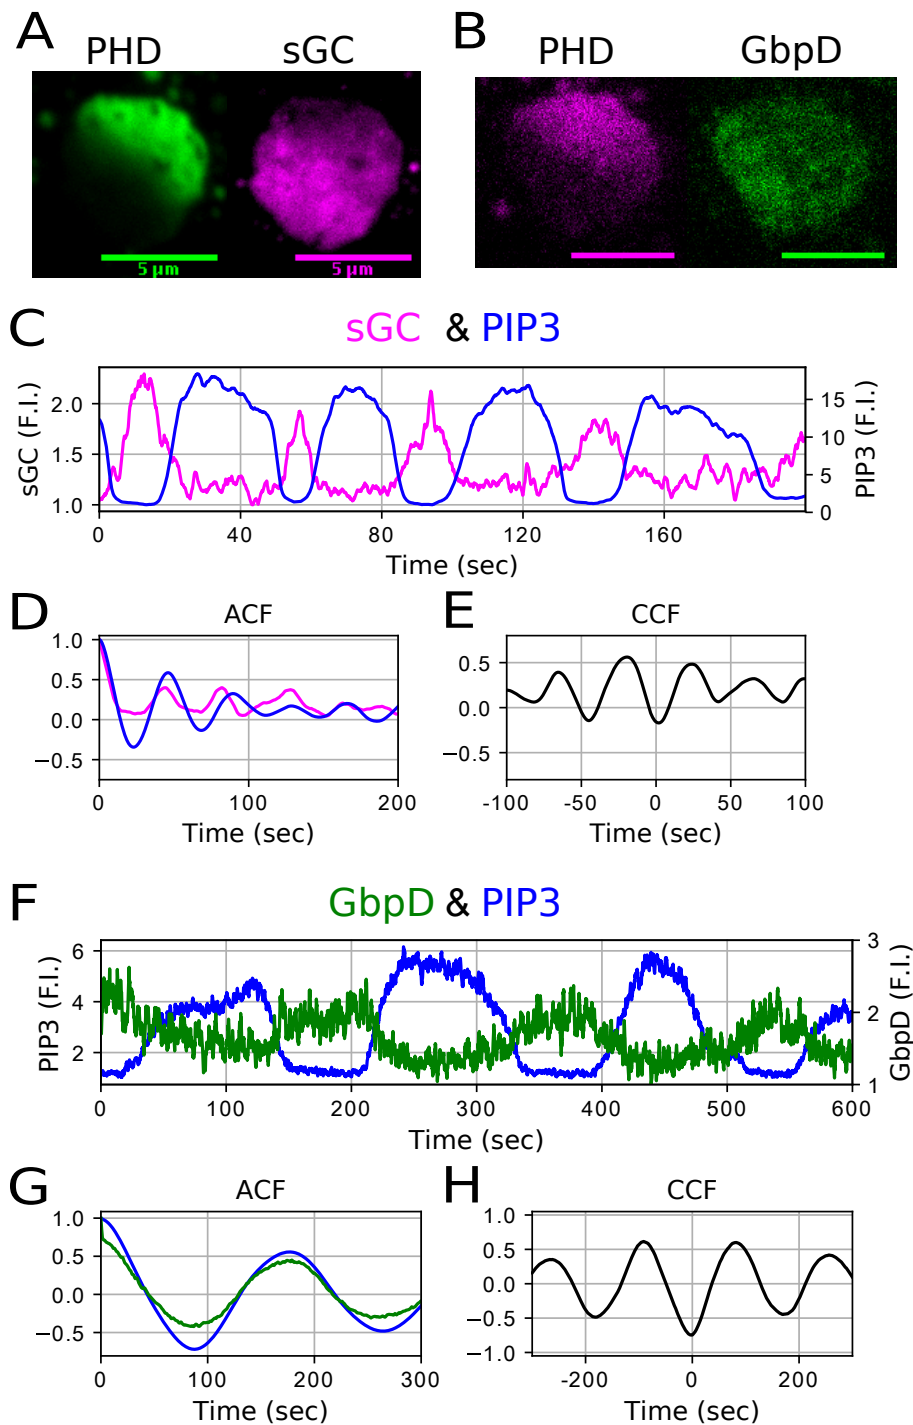 A
B
PHD sGC
PHD GbpD
5 μm 5 μm
C
sGC & PIP3
sGC (F.I.)
2.0
1.5
1.0
PIP3 (F.I.)
15
10
5
0
0 40 80 120 160
Time (sec)
D
ACF
1.0
0.5
0.0
−0.5
0 100 200
Time (sec)
E
CCF
0.5
0.0
−0.5
-100 -50 0 50 100
Time (sec)
F
GbpD & PIP3
PIP3 (F.I.)
6
4
2
GbpD (F.I.)
3
2
1
0 100 200 300 400 500 600
Time (sec)
G
ACF
1.0
0.5
0.0
−0.5
0 100 200 300
Time (sec)
H
CCF
1.0
0.5
0.0
−0.5
−1.0
-200 0 200
Time (sec)